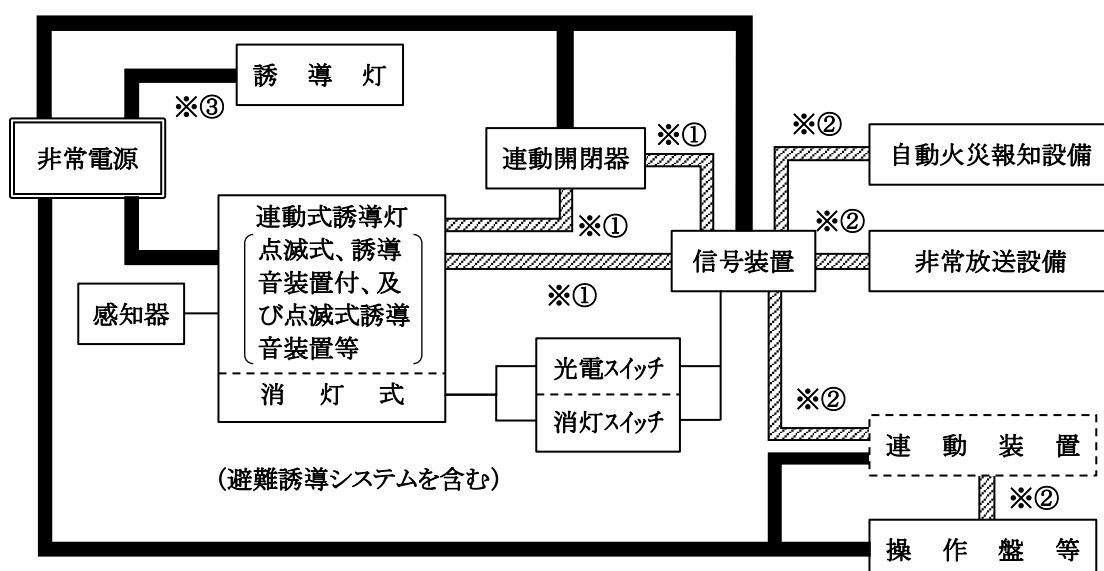 誘導灯
※③
非常電源
連動開閉器
※①
※②
自動火災報知設備
連動式誘導灯
点滅式、誘導
音装置付、及
び点滅式誘導
音装置等
※①
信号装置
※②
非常放送設備
※①
感知器
消灯式
光電スイッチ
消灯スイッチ
※②
連動装置
(避難誘導システムを含む)
※②
操作盤等